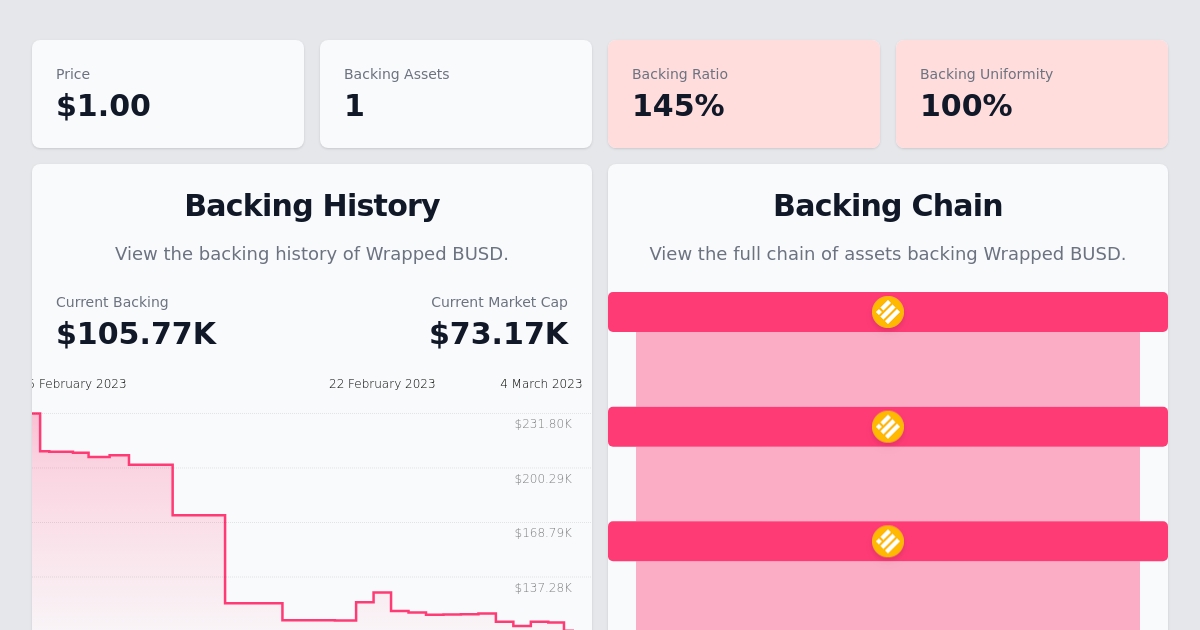 Price
$1.00
Backing Assets
1
Backing Ratio
145%
Backing Uniformity
100%
Backing History
View the backing history of Wrapped BUSD.
Current Backing
$105.77K
Current Market Cap
$73.17K
February 2023
22 February 2023
4 March 2023
$231.80K
$200.29K
$168.79K
$137.28K
Backing Chain
View the full chain of assets backing Wrapped BUSD.